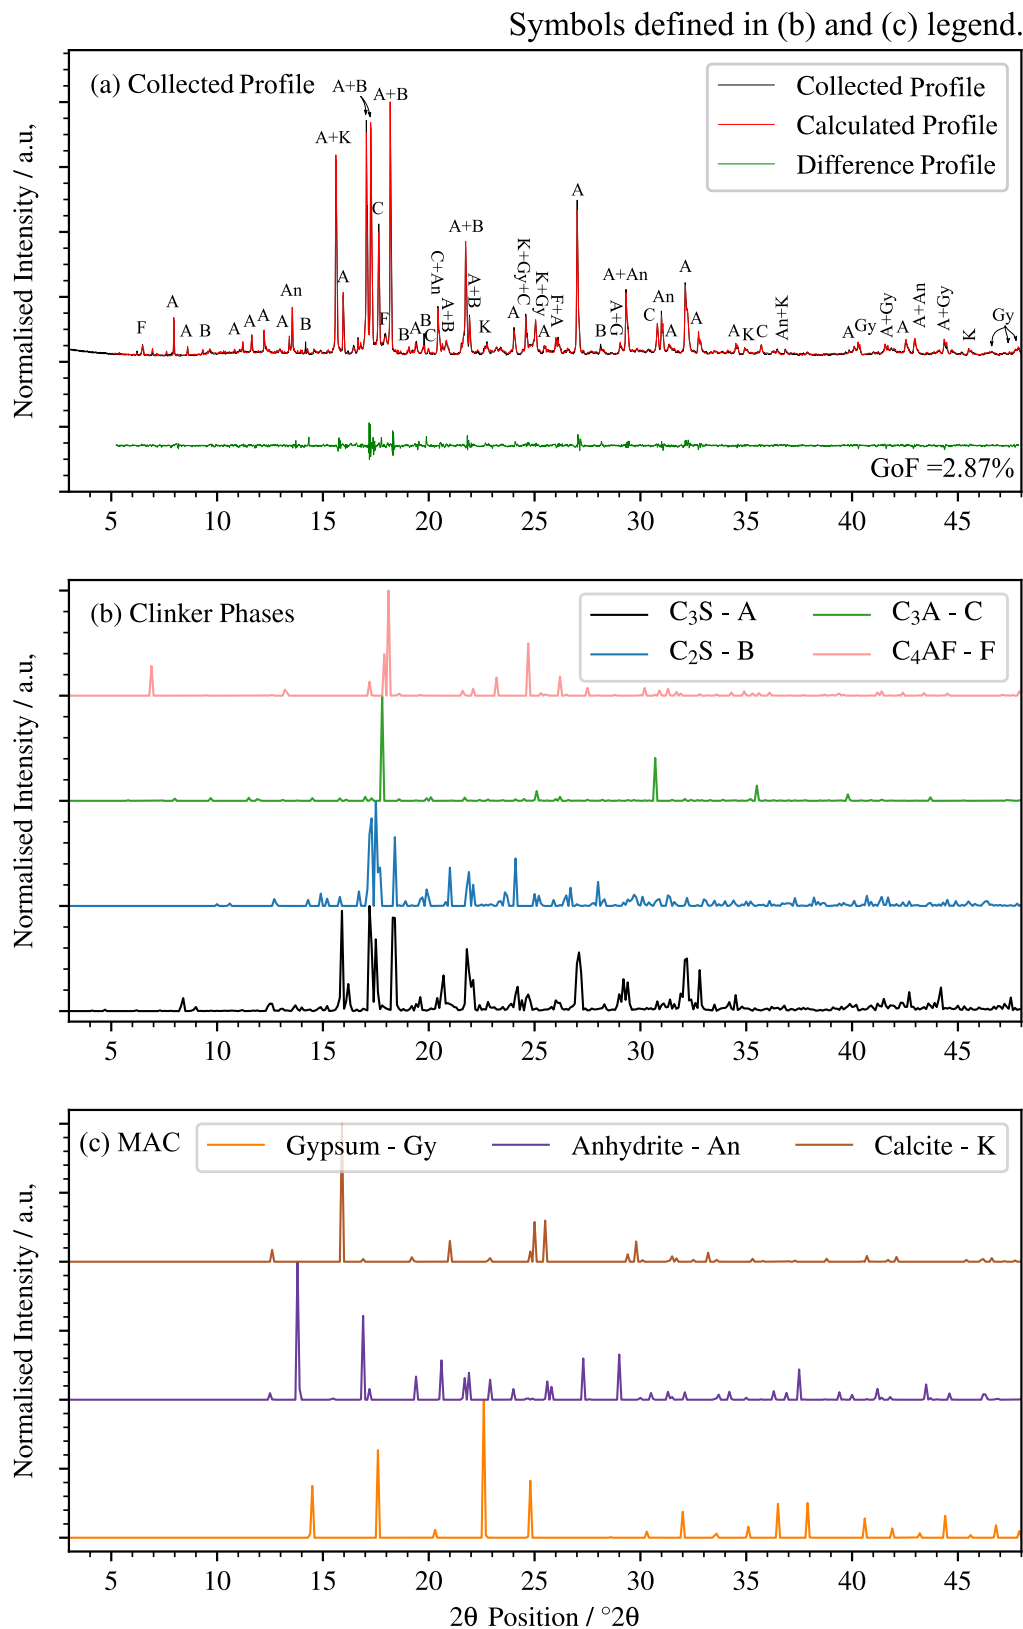 Symbols defined in (b) and (c) legend.
(a) Collected Profile
Collected Profile
Calculated Profile
Difference Profile
A+B
A+B
A+K
C
A
A+B
A
An
A
A
A
A
F
A
B
A
B
F
B
A
B
C
C+An
A+B
A+B
K
A
K+Gy+C
K+Gy
A
F+A
B
A+G
A+An
C
An
A
A
A
A
K
C
An+K
A
Gy
A+Gy
A
A+An
A+Gy
K
Gy
GoF =2.87%
Normalised Intensity / a.u,
5 10 15 20 25 30 35 40 45
(b) Clinker Phases
C₃S - A
C₂S - B
C₃A - C
C₄AF - F
Normalised Intensity / a.u,
5 10 15 20 25 30 35 40 45
(c) MAC
Gypsum - Gy
Anhydrite - An
Calcite - K
Normalised Intensity / a.u,
5 10 15 20 25 30 35 40 45
2θ Position / °2θ